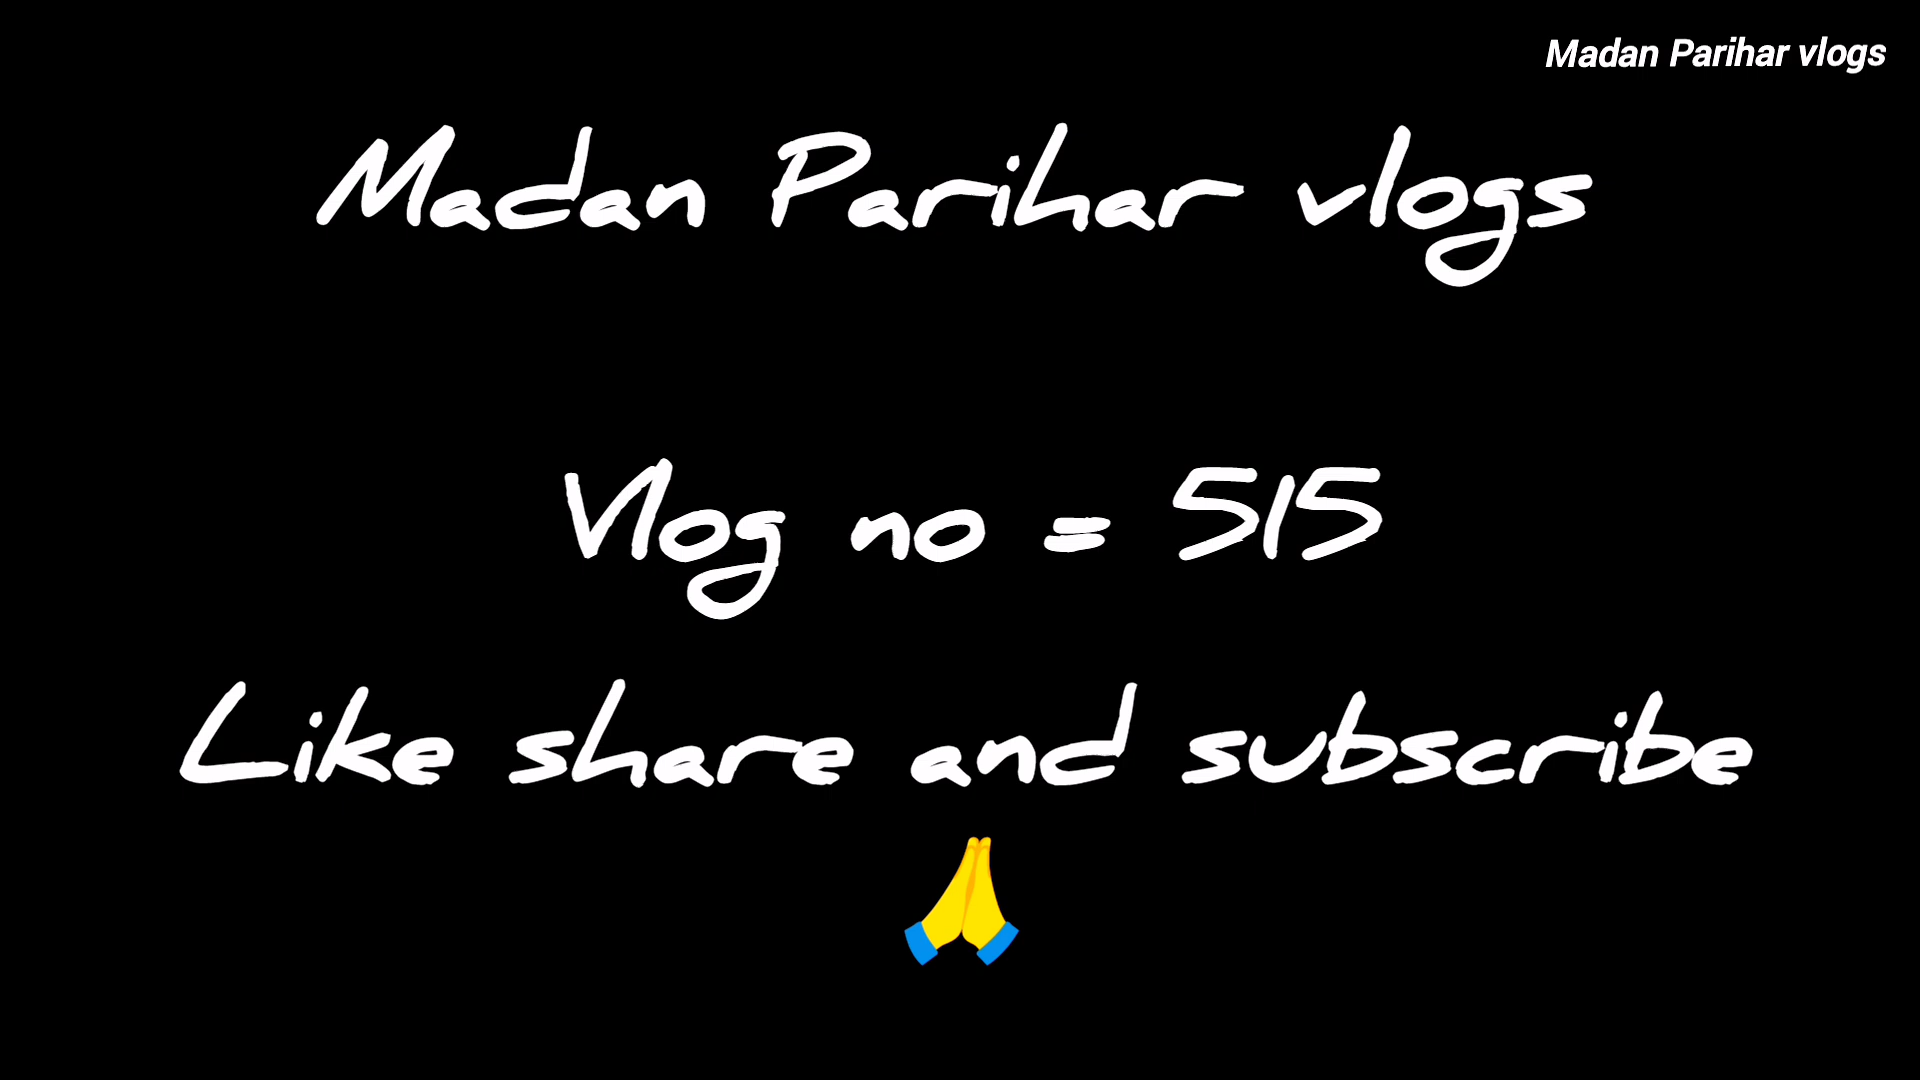 Madan Parihar vlogs
Madan Parihar vlogs
Vlog no = 515
Like share and subscribe
🙏